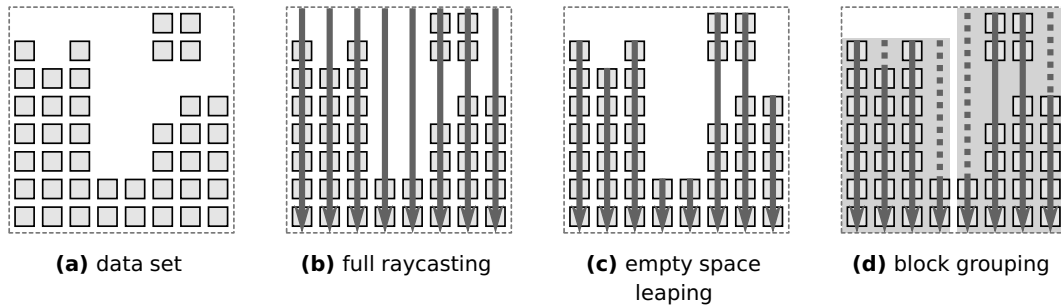 (a) data set
(b) full raycasting
(c) empty space
leaping
(d) block grouping